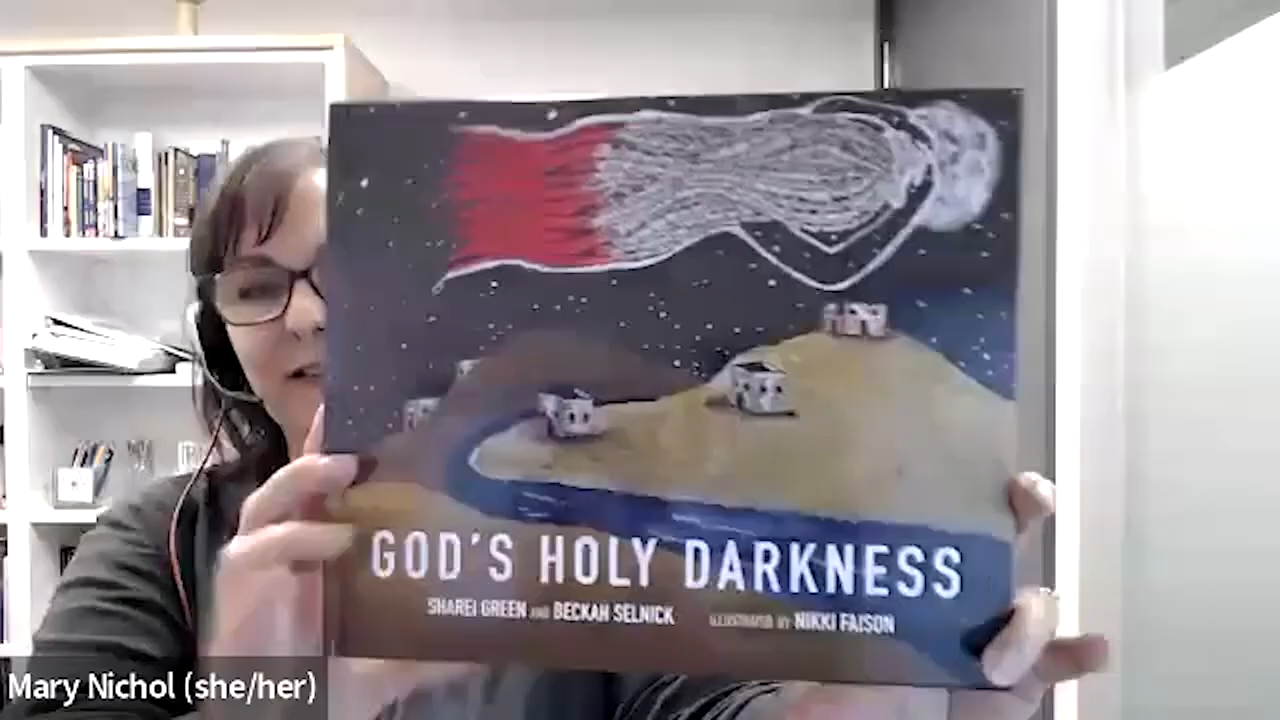 GOD'S HOLY DARKNESS
SHAREI GREEN AND BECKAH SELNICK ILLUSTRATED BY NIKKI FAISON
Mary Nichol (she/her)